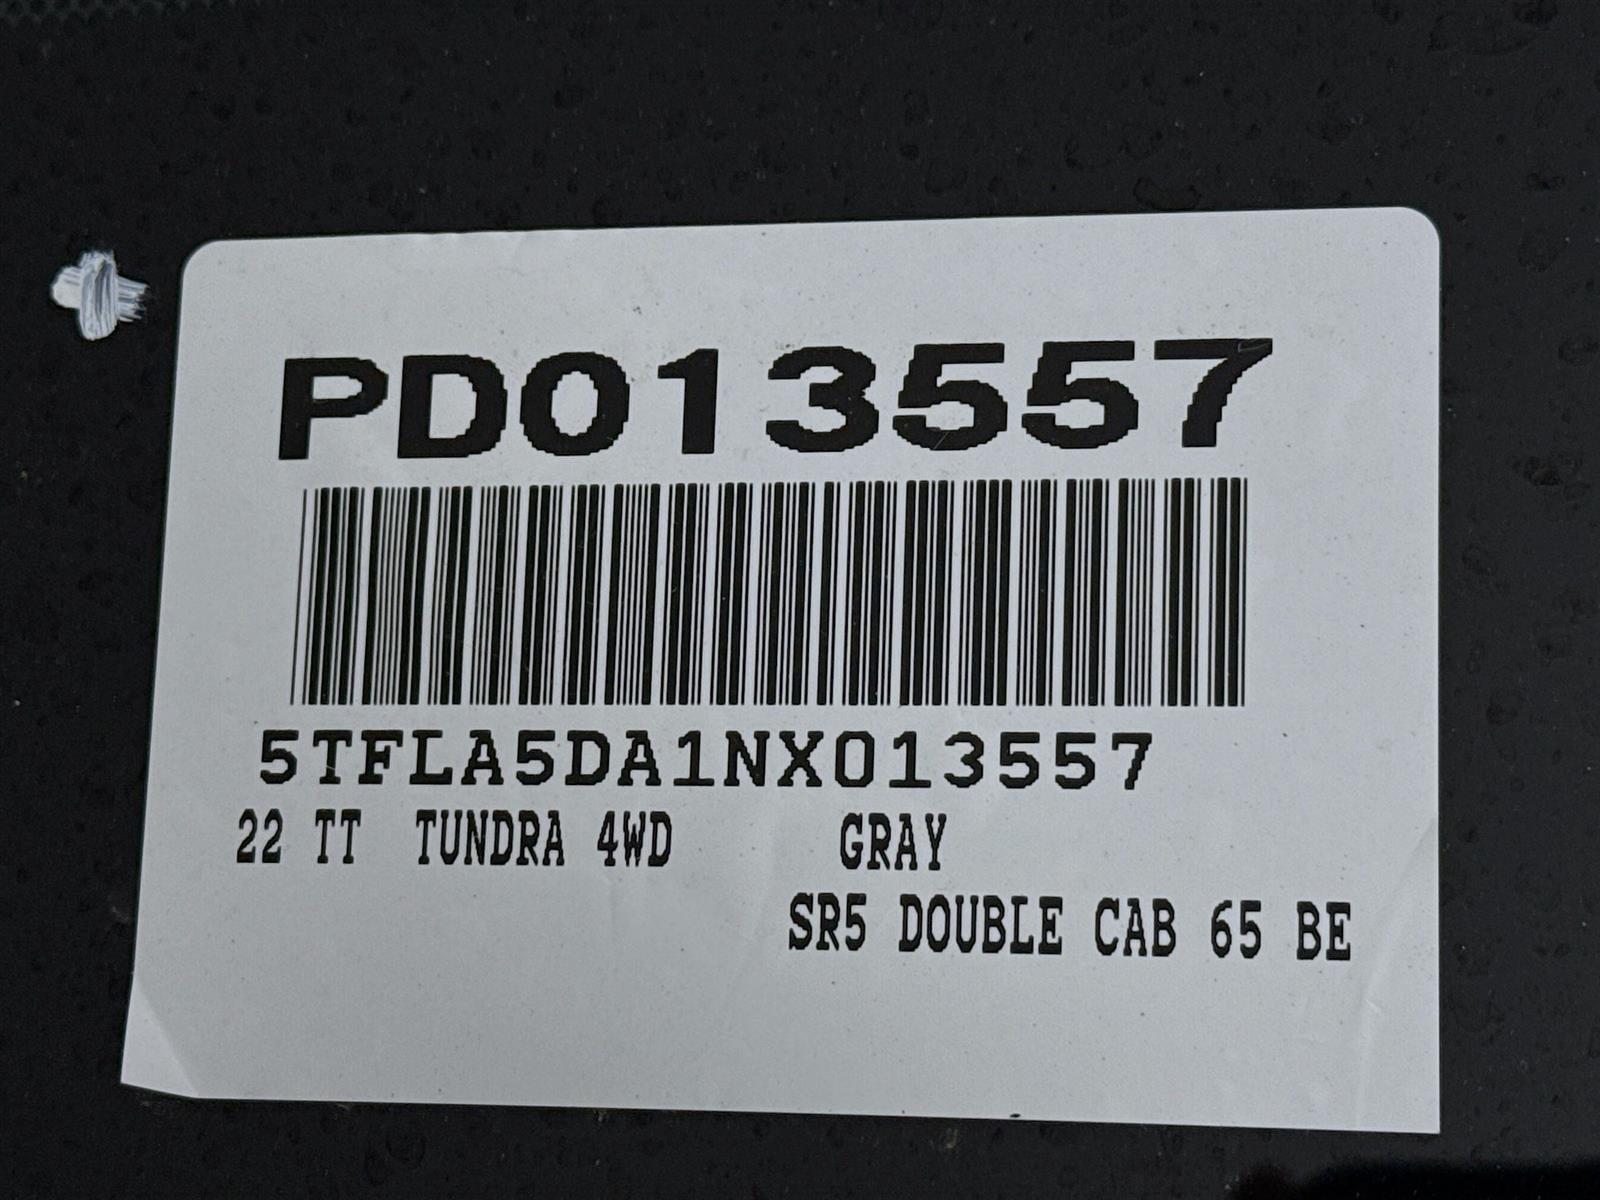 PD013557
5TFLA5DA1NX013557
22 TT TUNDRA 4WD GRAY
SR5 DOUBLE CAB 65 BE